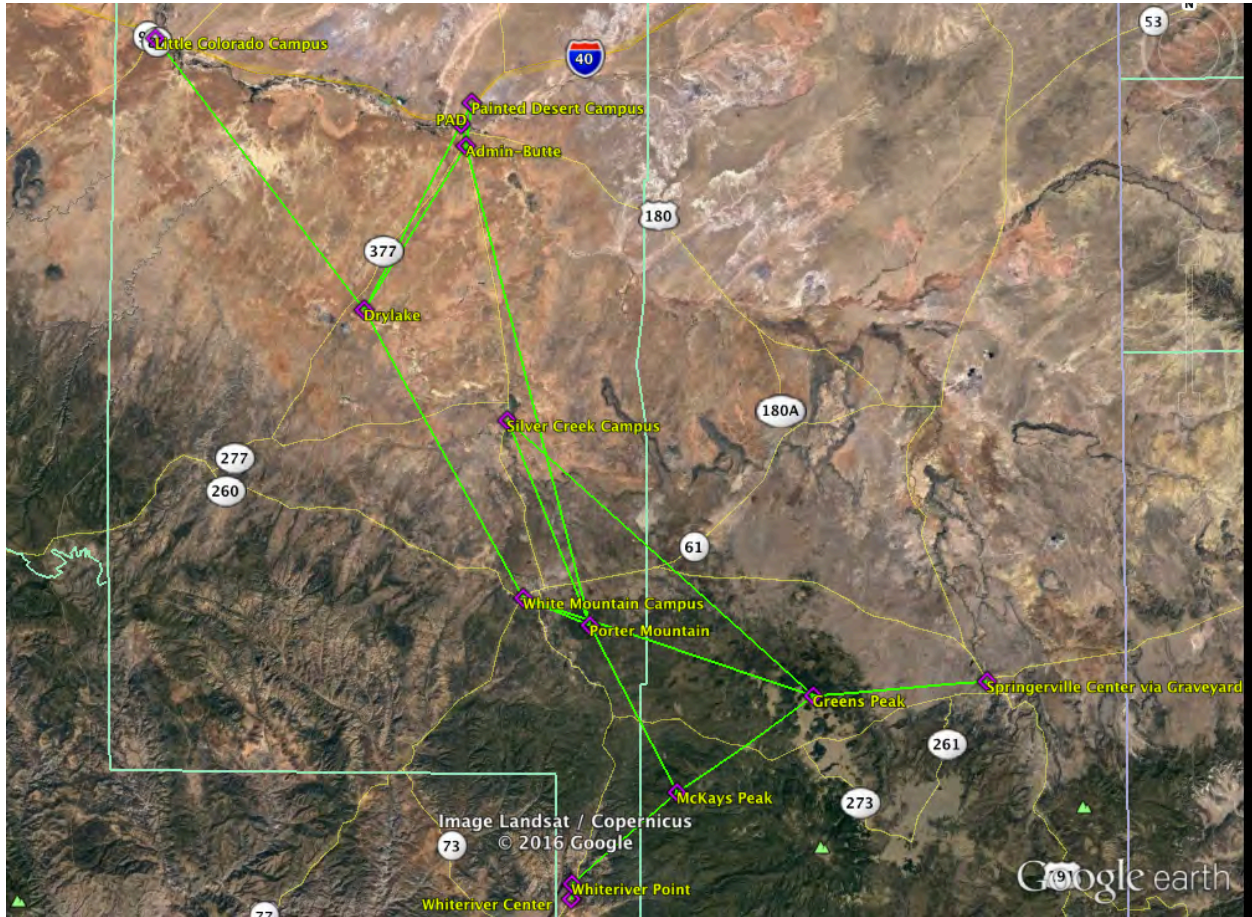 53
N
Little Colorado Campus
40
Painted Desert Campus
PAD
Admin-Butte
180
377
Drylake
180A
Silver Creek Campus
277
260
61
White Mountain Campus
Porter Mountain
Springerville Center via Graveyard
Greens Peak
261
McKays Peak
273
Image Landsat / Copernicus
© 2016 Google
73
Google earth
Whiteriver Point
Whiteriver Center
77